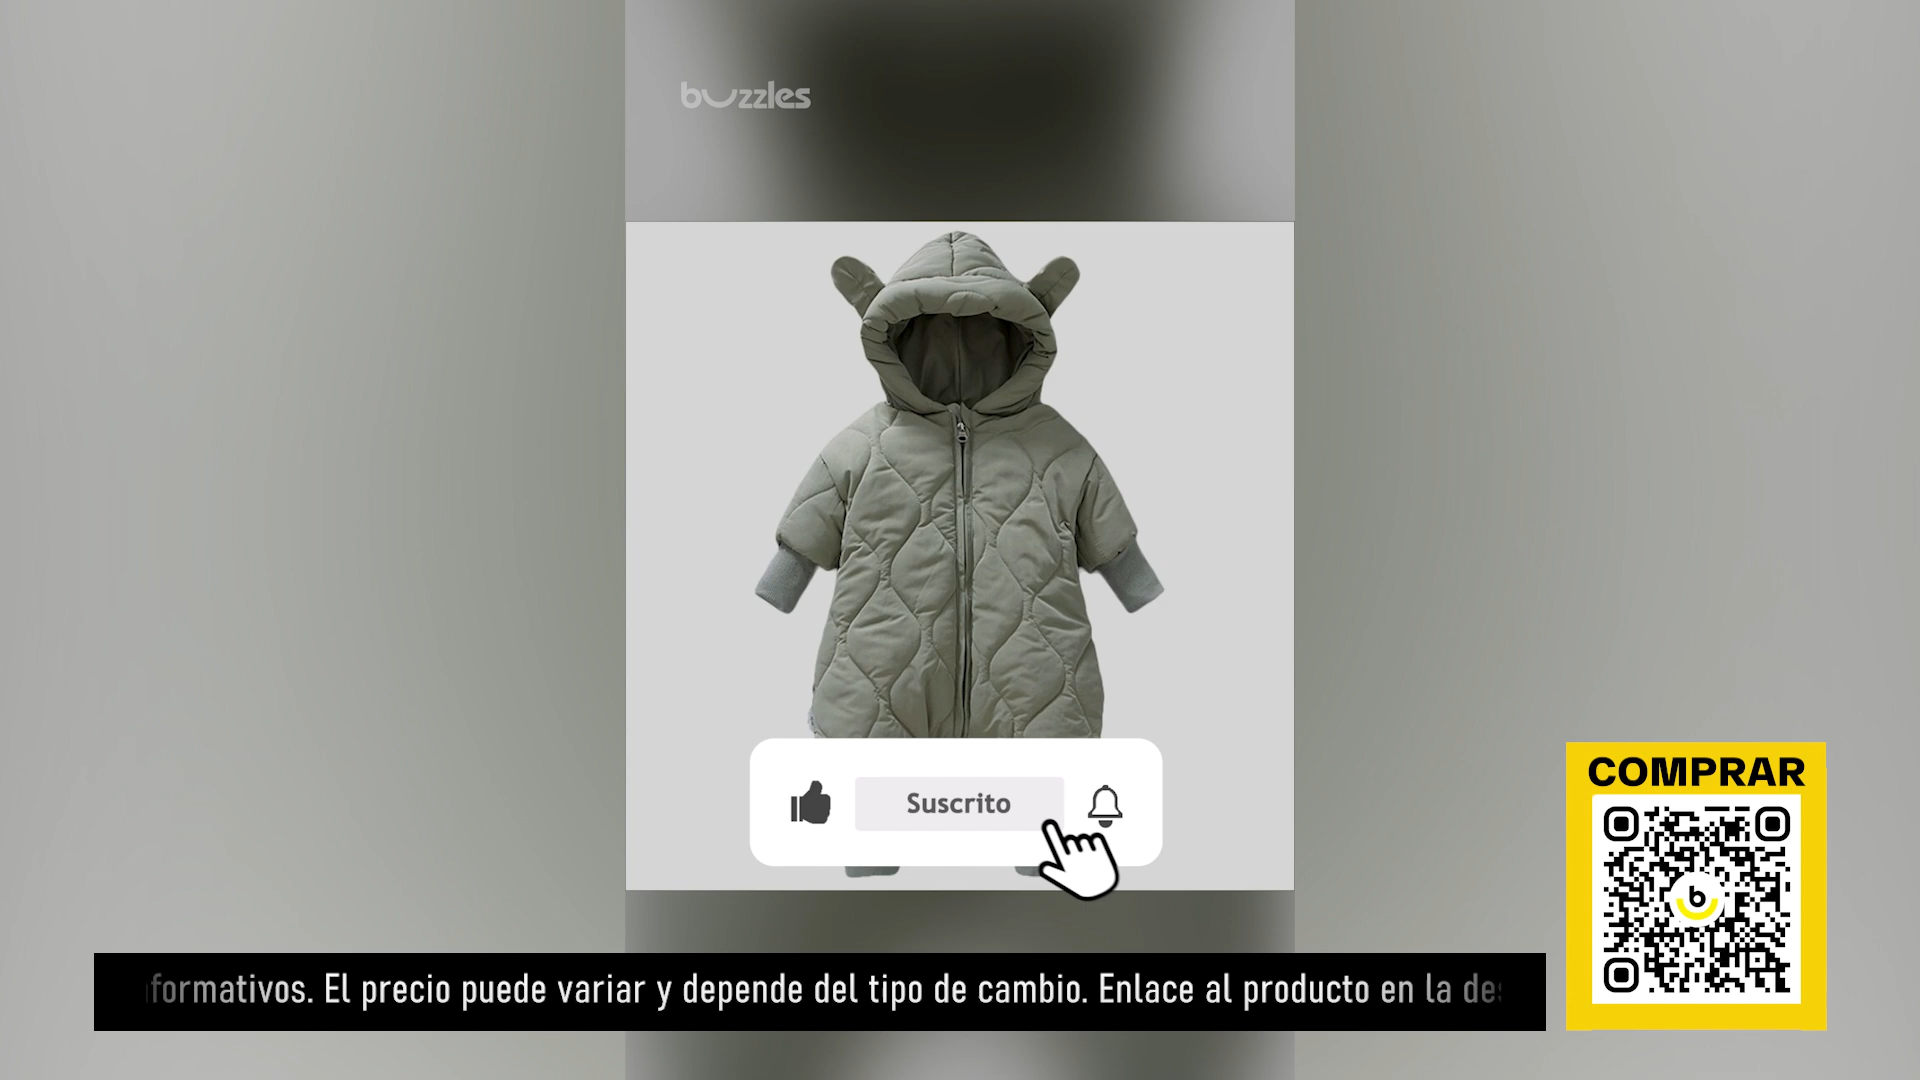 buzzles
Suscrito
COMPRAR
b
formativos. El precio puede variar y depende del tipo de cambio. Enlace al producto en la